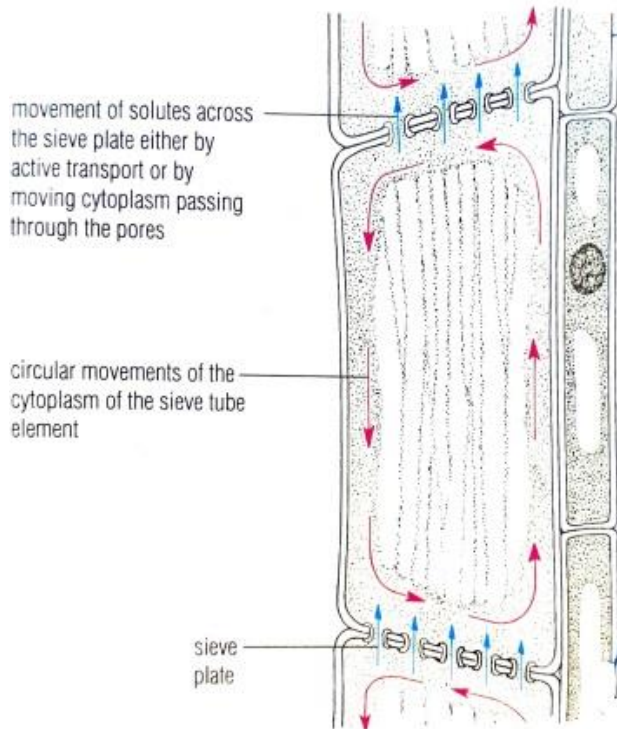 movement of solutes across
the sieve plate either by
active transport or by
moving cytoplasm passing
through the pores
circular movements of the
cytoplasm of the sieve tube
element
sieve
plate